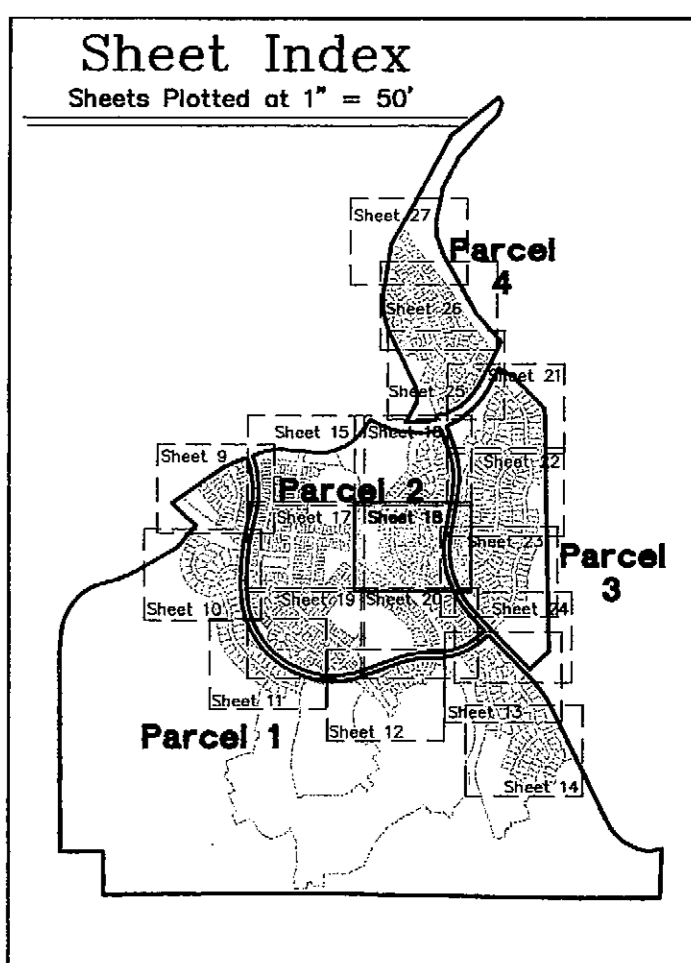 Sheet Index
Sheets Plotted at 1" = 50'
Sheet 27
Parcel
4
Sheet 26
Sheet 25
Sheet 21
Sheet 15
Sheet 16
Sheet 9
Sheet 22
Parcel 2
Sheet 17
Sheet 18
Sheet 23
Parcel
3
Sheet 10
Sheet 19
Sheet 20
Sheet 24
Sheet 11
Sheet 12
Sheet 13
Parcel 1
Sheet 14